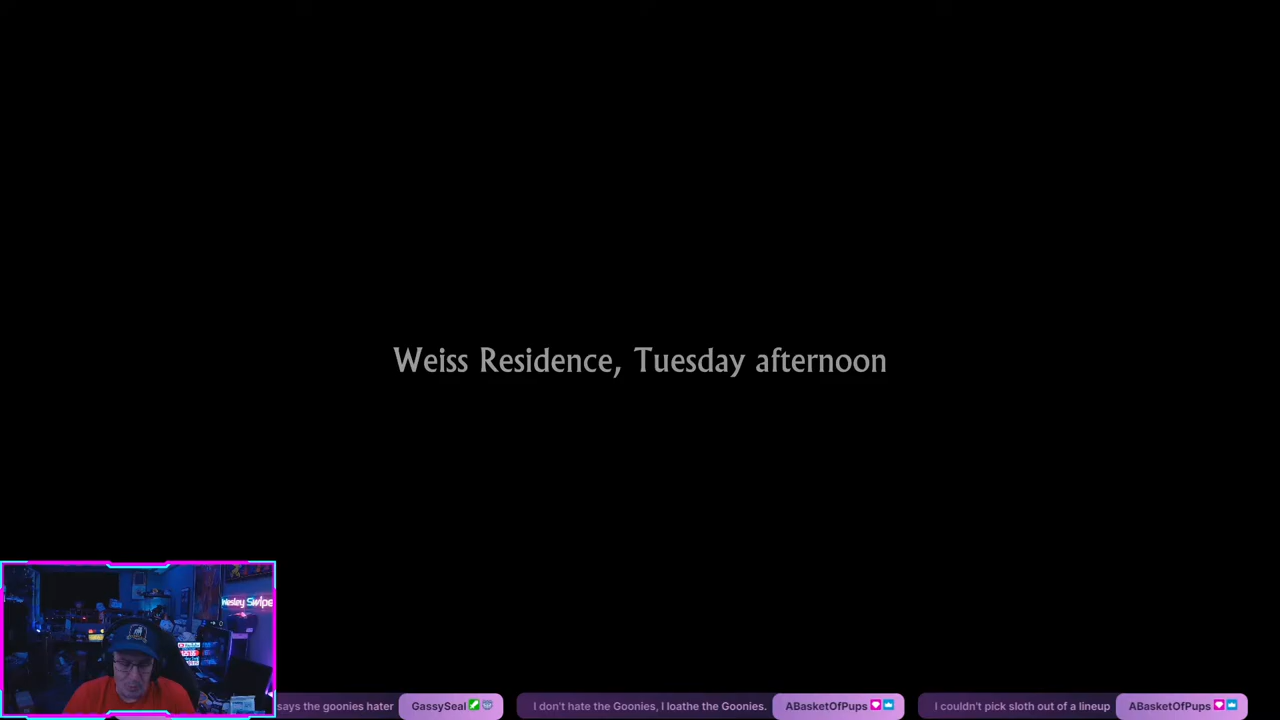 Weiss Residence, Tuesday afternoon
Wesley Swipe
says the goonies hater
GassySeal
I don't hate the Goonies, I loathe the Goonies.
ABasketOfPups
I couldn't pick sloth out of a lineup
ABasketOfPups